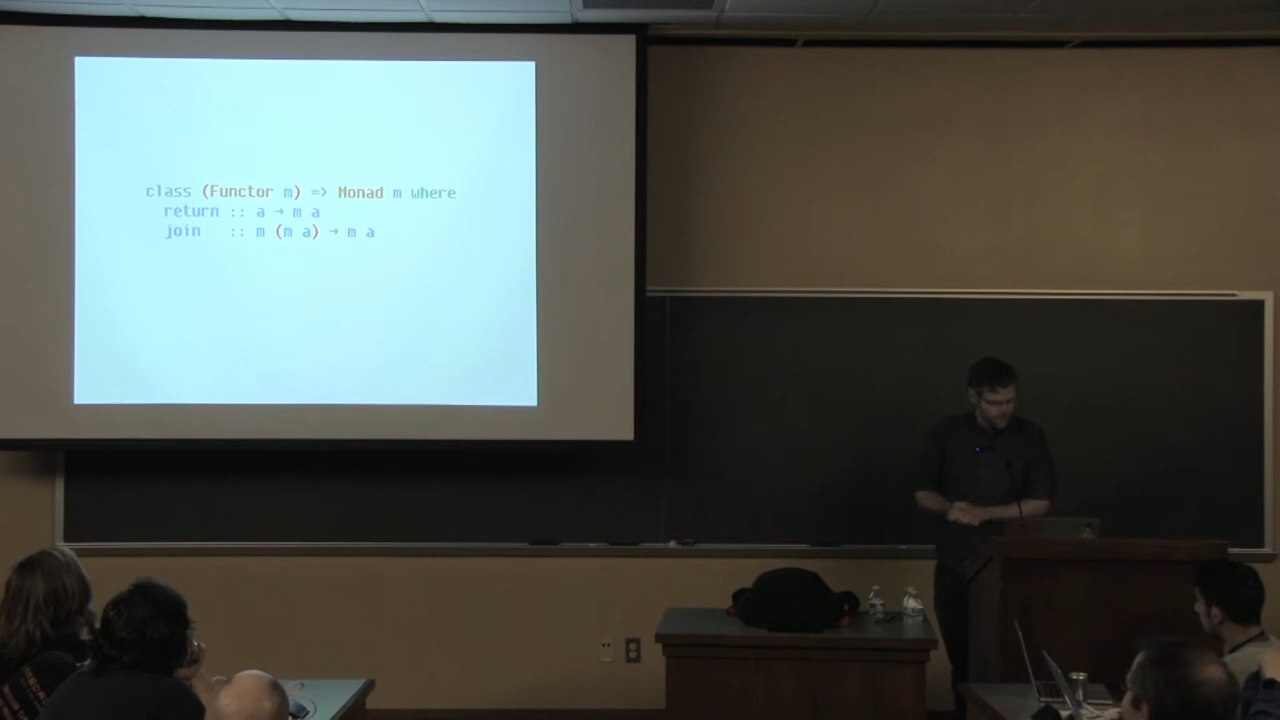 class (Functor m) => Monad m where
return :: a → m a
join :: m (m a) → m a